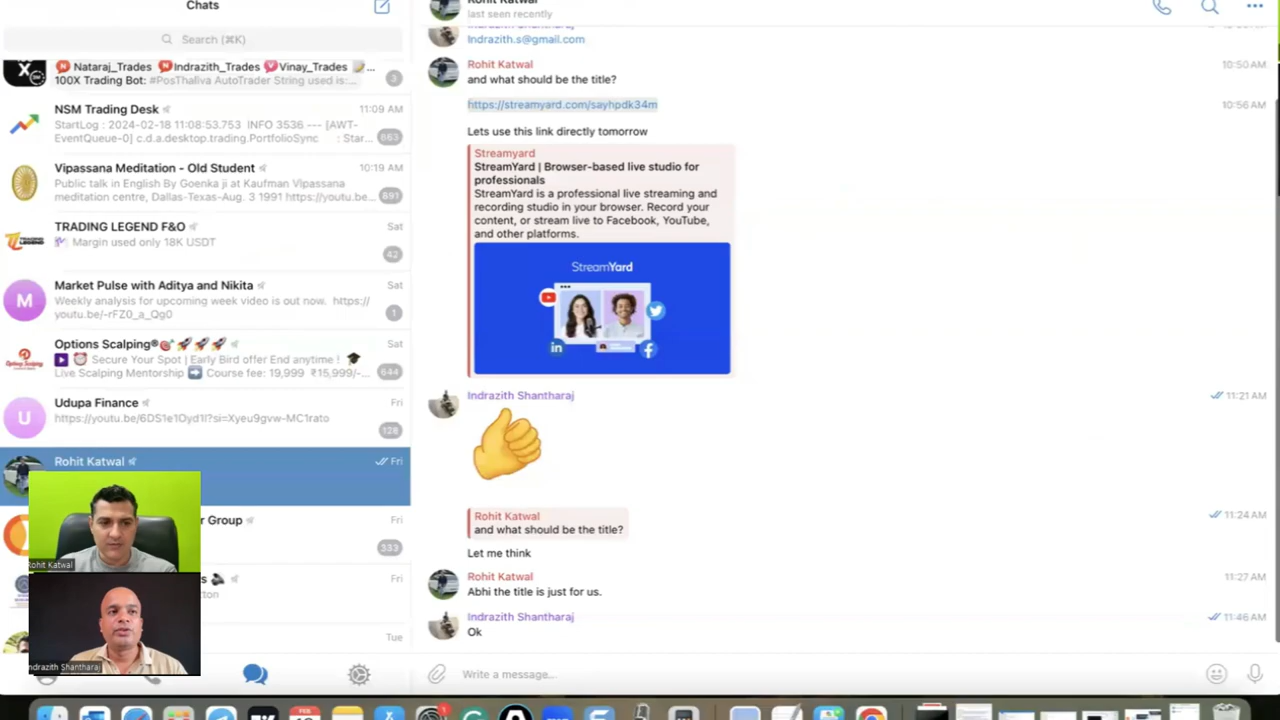 Chats
Search (⌘K)
Nataraj_Trades Indrazith_Trades Vinay_Trades ...
100X Trading Bot: #PosThaliva AutoTrader String used is:...
3
NSM Trading Desk
11:09 AM
StartLog : 2024-02-18 11:08:53.753 INFO 3536 --- [AWT-
EventQueue-0] c.d.a.desktop.trading.PortfolioSync : Star...
663
Vipassana Meditation - Old Student
10:19 AM
Public talk in English By Goenka ji at Kaufman Vipassana
meditation centre, Dallas-Texas-Aug. 3 1991 https://youtu.be...
891
TRADING LEGEND F&O
Sat
Margin used only 18K USDT
42
Market Pulse with Aditya and Nikita
Sat
Weekly analysis for upcoming week video is out now. https://
youtu.be/-rFZ0_a_Qg0
1
Options Scalping®
Sat
Secure Your Spot | Early Bird offer End anytime !
Live Scalping Mentorship Course fee: 19,999 ₹15,999/-...
644
Udupa Finance
Fri
https://youtu.be/6DS1e1Oyd1I?si=Xyeu9gvw-MC1rato
128
Rohit Katwal
Fri
r Group
Fri
333
s
Fri
tton
Tue
Rohit Katwal
Indrazith Shantharaj
Rohit Katwal
last seen recently
Indrazith Shantharaj
Indrazith.s@gmail.com
Rohit Katwal
10:50 AM
and what should be the title?
https://streamyard.com/sayhpdk34m
10:56 AM
Lets use this link directly tomorrow
Streamyard
StreamYard | Browser-based live studio for
professionals
StreamYard is a professional live streaming and
recording studio in your browser. Record your
content, or stream live to Facebook, YouTube,
and other platforms.
StreamYard
in
Indrazith Shantharaj
11:21 AM
Rohit Katwal
11:24 AM
and what should be the title?
Let me think
Rohit Katwal
11:27 AM
Abhi the title is just for us.
Indrazith Shantharaj
11:46 AM
Ok
Write a message...
FEB